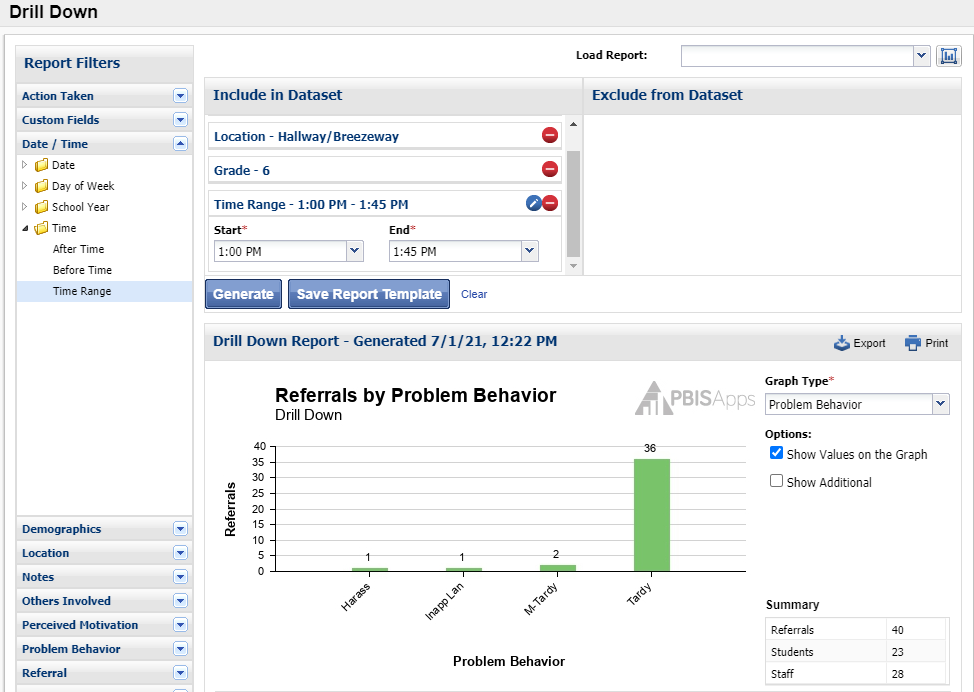 Drill Down
Load Report:
Report Filters
Action Taken
Custom Fields
Date / Time
Date
Day of Week
School Year
Time
After Time
Before Time
Time Range
Demographics
Location
Notes
Others Involved
Perceived Motivation
Problem Behavior
Referral
Include in Dataset
Exclude from Dataset
Location - Hallway/Breezeway
Grade - 6
Time Range - 1:00 PM - 1:45 PM
Start* End*
1:00 PM 1:45 PM
Generate Save Report Template Clear
Drill Down Report - Generated 7/1/21, 12:22 PM
Export Print
Referrals by Problem Behavior
Drill Down
PBISApps
Graph Type*
Problem Behavior
Options:
Show Values on the Graph
Show Additional
Referrals
40
35
30
25
20
15
10
5
0
1 1 2 36
Harass Inapp Lan M-Tardy Tardy
Problem Behavior
Summary
Referrals 40
Students 23
Staff 28